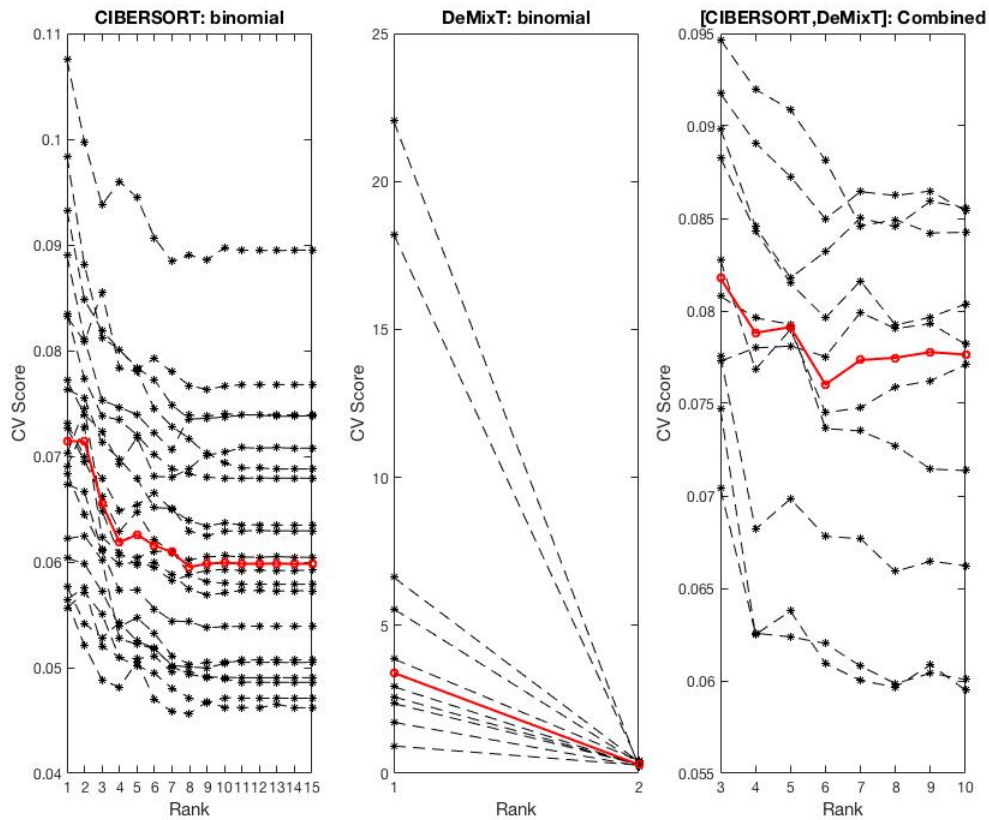 CIBERSORT: binomial
0.11
0.1
0.09
0.08
0.07
0.06
0.05
0.04
CV Score
1 2 3 4 5 6 7 8 9 10 11 12 13 14 15
Rank
DeMixT: binomial
25
20
15
10
5
0
CV Score
1 2
Rank
[CIBERSORT,DeMixT]: Combined
0.095
0.09
0.085
0.08
0.075
0.07
0.065
0.06
0.055
CV Score
3 4 5 6 7 8 9 10
Rank